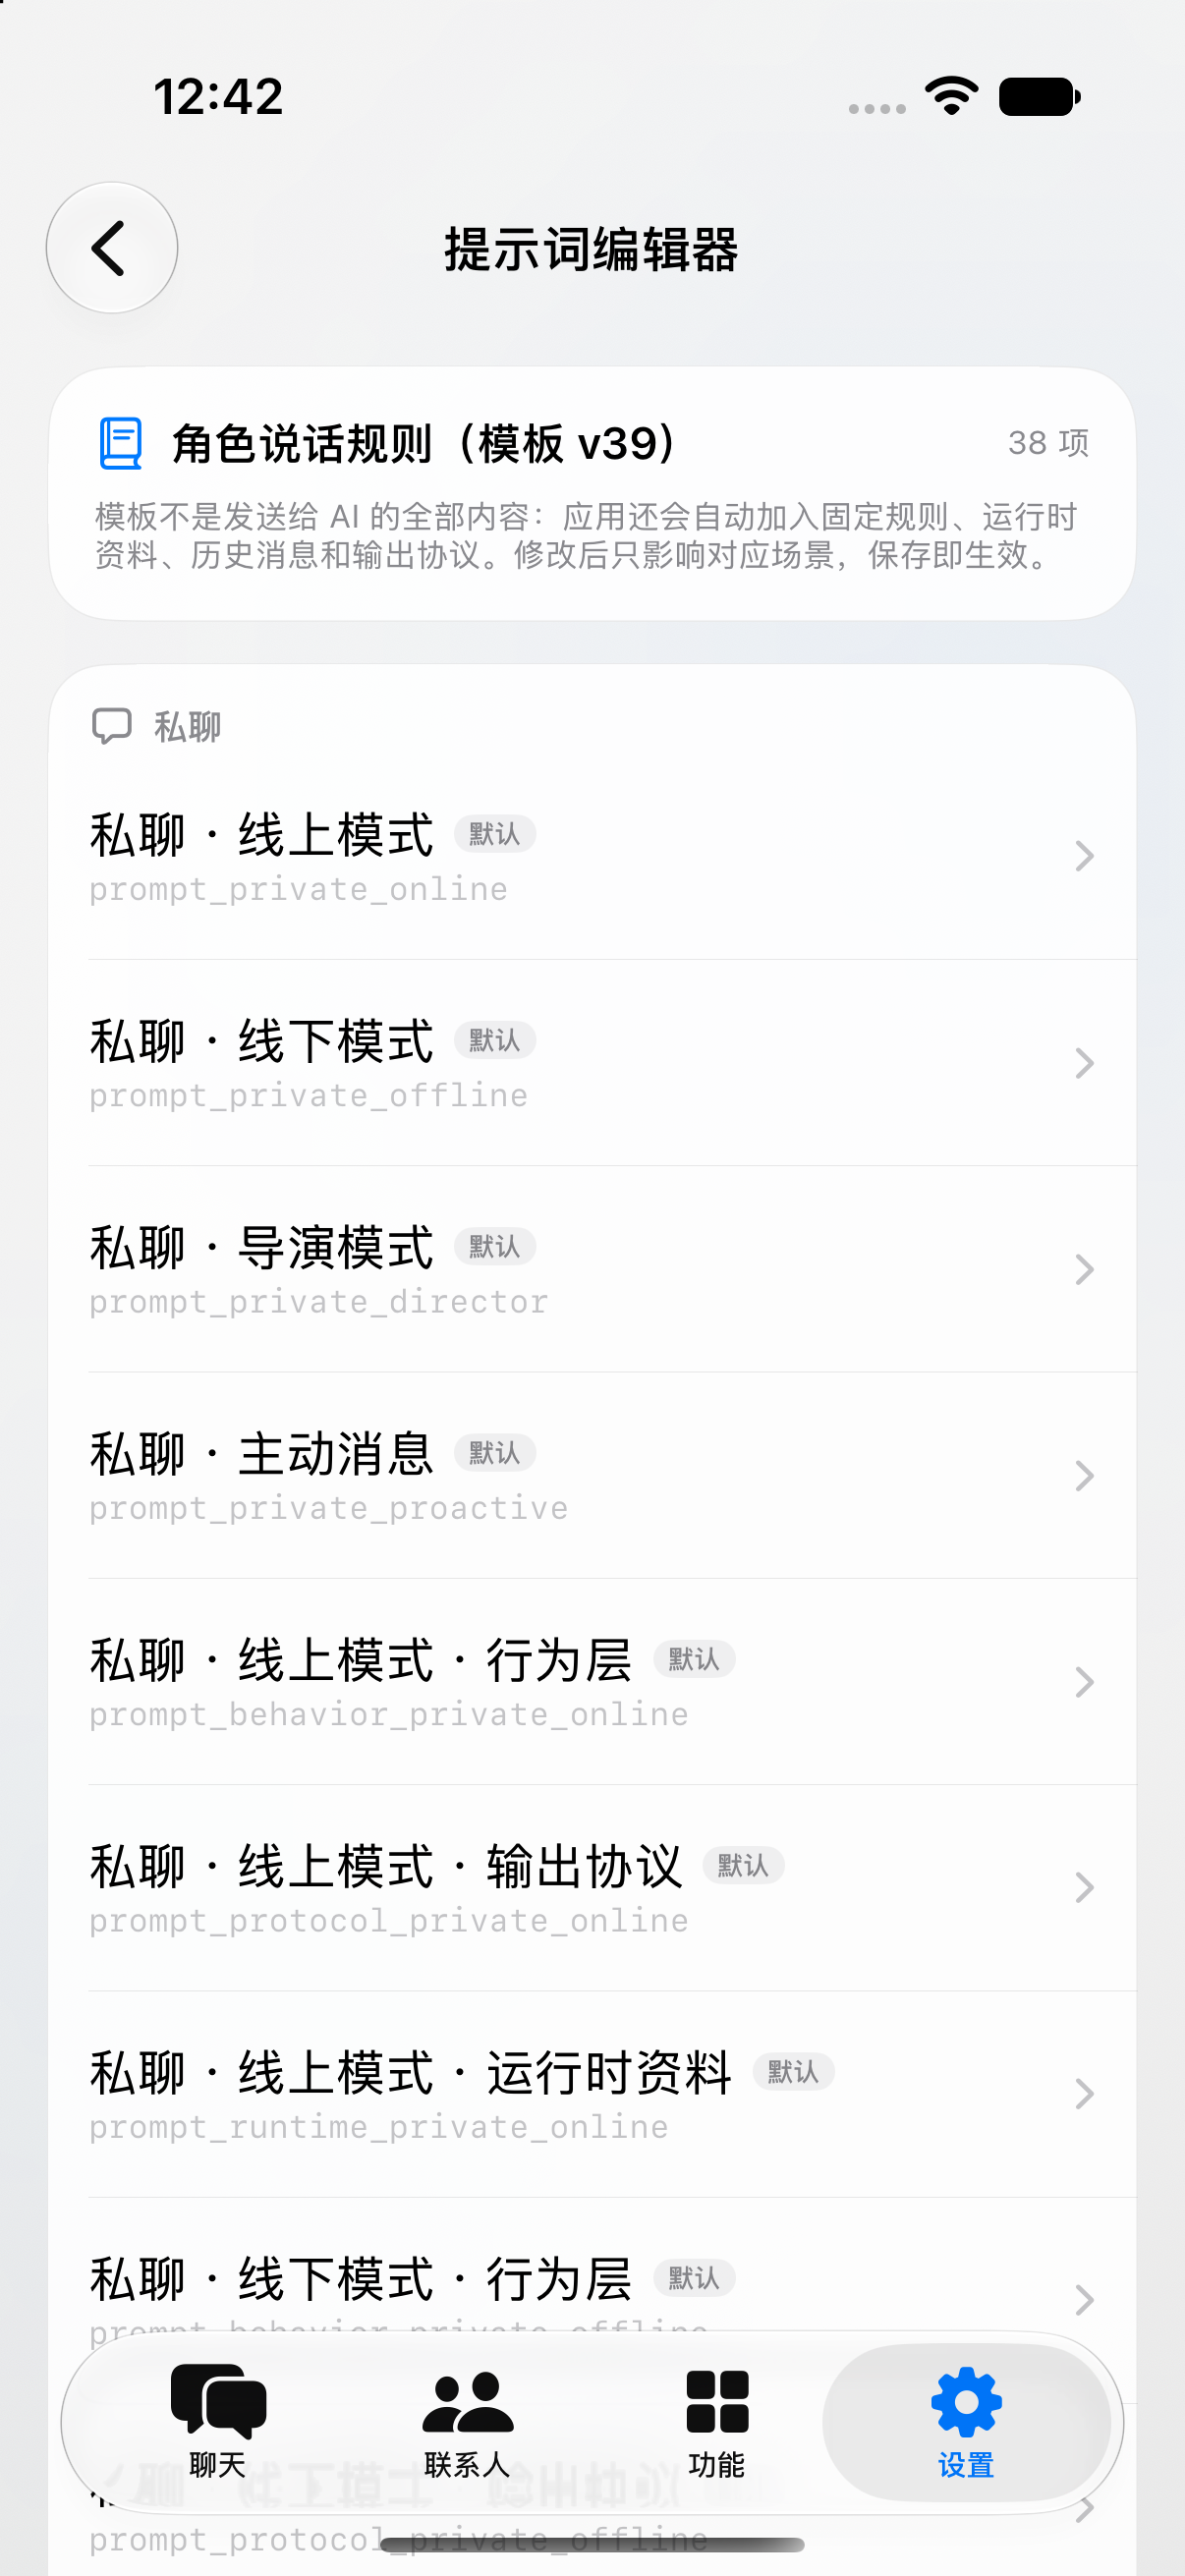 12:42
提示词编辑器
角色说话规则（模板 v39）
38 项
模板不是发送给 AI 的全部内容：应用还会自动加入固定规则、运行时
资料、历史消息和输出协议。修改后只影响对应场景，保存即生效。
私聊
私聊 · 线上模式 默认
prompt_private_online
私聊 · 线下模式 默认
prompt_private_offline
私聊 · 导演模式 默认
prompt_private_director
私聊 · 主动消息 默认
prompt_private_proactive
私聊 · 线上模式 · 行为层 默认
prompt_behavior_private_online
私聊 · 线上模式 · 输出协议 默认
prompt_protocol_private_online
私聊 · 线上模式 · 运行时资料 默认
prompt_runtime_private_online
私聊 · 线下模式 · 行为层 默认
prompt_behavior_private_offline
聊天
联系人
功能
设置
prompt_protocol_private_offline